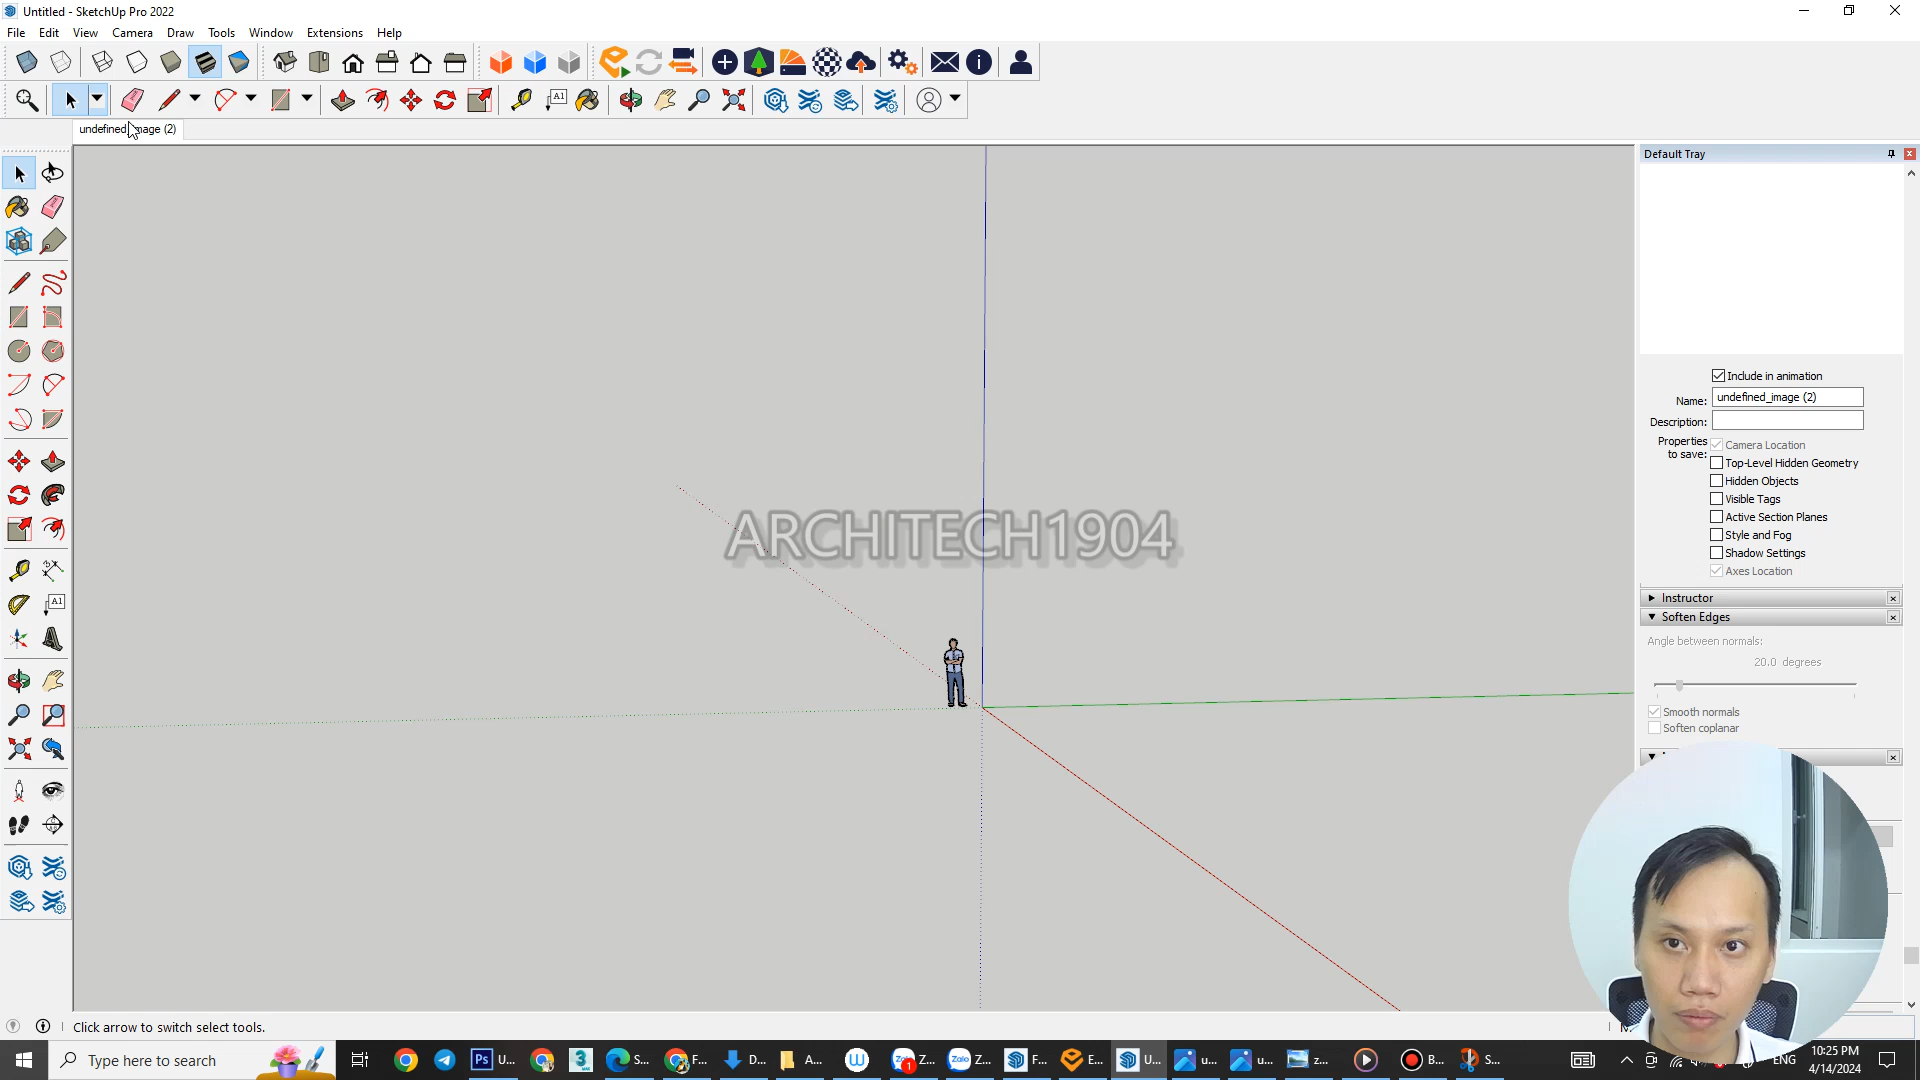 Untitled - SketchUp Pro 2022
File Edit View Camera Draw Tools Window Extensions Help
undefined_image (2)
Default Tray
Include in animation
Name: undefined_image (2)
Description:
Properties to save:
Camera Location
Top-Level Hidden Geometry
Hidden Objects
Visible Tags
Active Section Planes
Style and Fog
Shadow Settings
Axes Location
ARCHITECH1904
Instructor
Soften Edges
Angle between normals:
20.0 degrees
Smooth normals
Soften coplanar
Click arrow to switch select tools.
Type here to search
U...
S...
F...
D...
A...
Z...
Z...
F...
E...
U...
u...
u...
z...
B...
S...
ENG
10:25 PM
4/14/2024